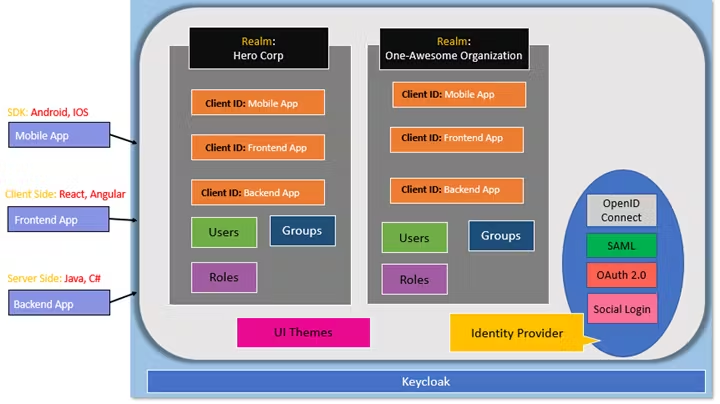 SDK: Android, IOS
Mobile App
Client Side: React, Angular
Frontend App
Server Side: Java, C#
Backend App
Realm:
Hero Corp
Client ID: Mobile App
Client ID: Frontend App
Client ID: Backend App
Users
Groups
Roles
Realm:
One-Awesome Organization
Client ID: Mobile App
Client ID: Frontend App
Client ID: Backend App
Users
Groups
Roles
OpenID
Connect
SAML
OAuth 2.0
Social Login
UI Themes
Identity Provider
Keycloak